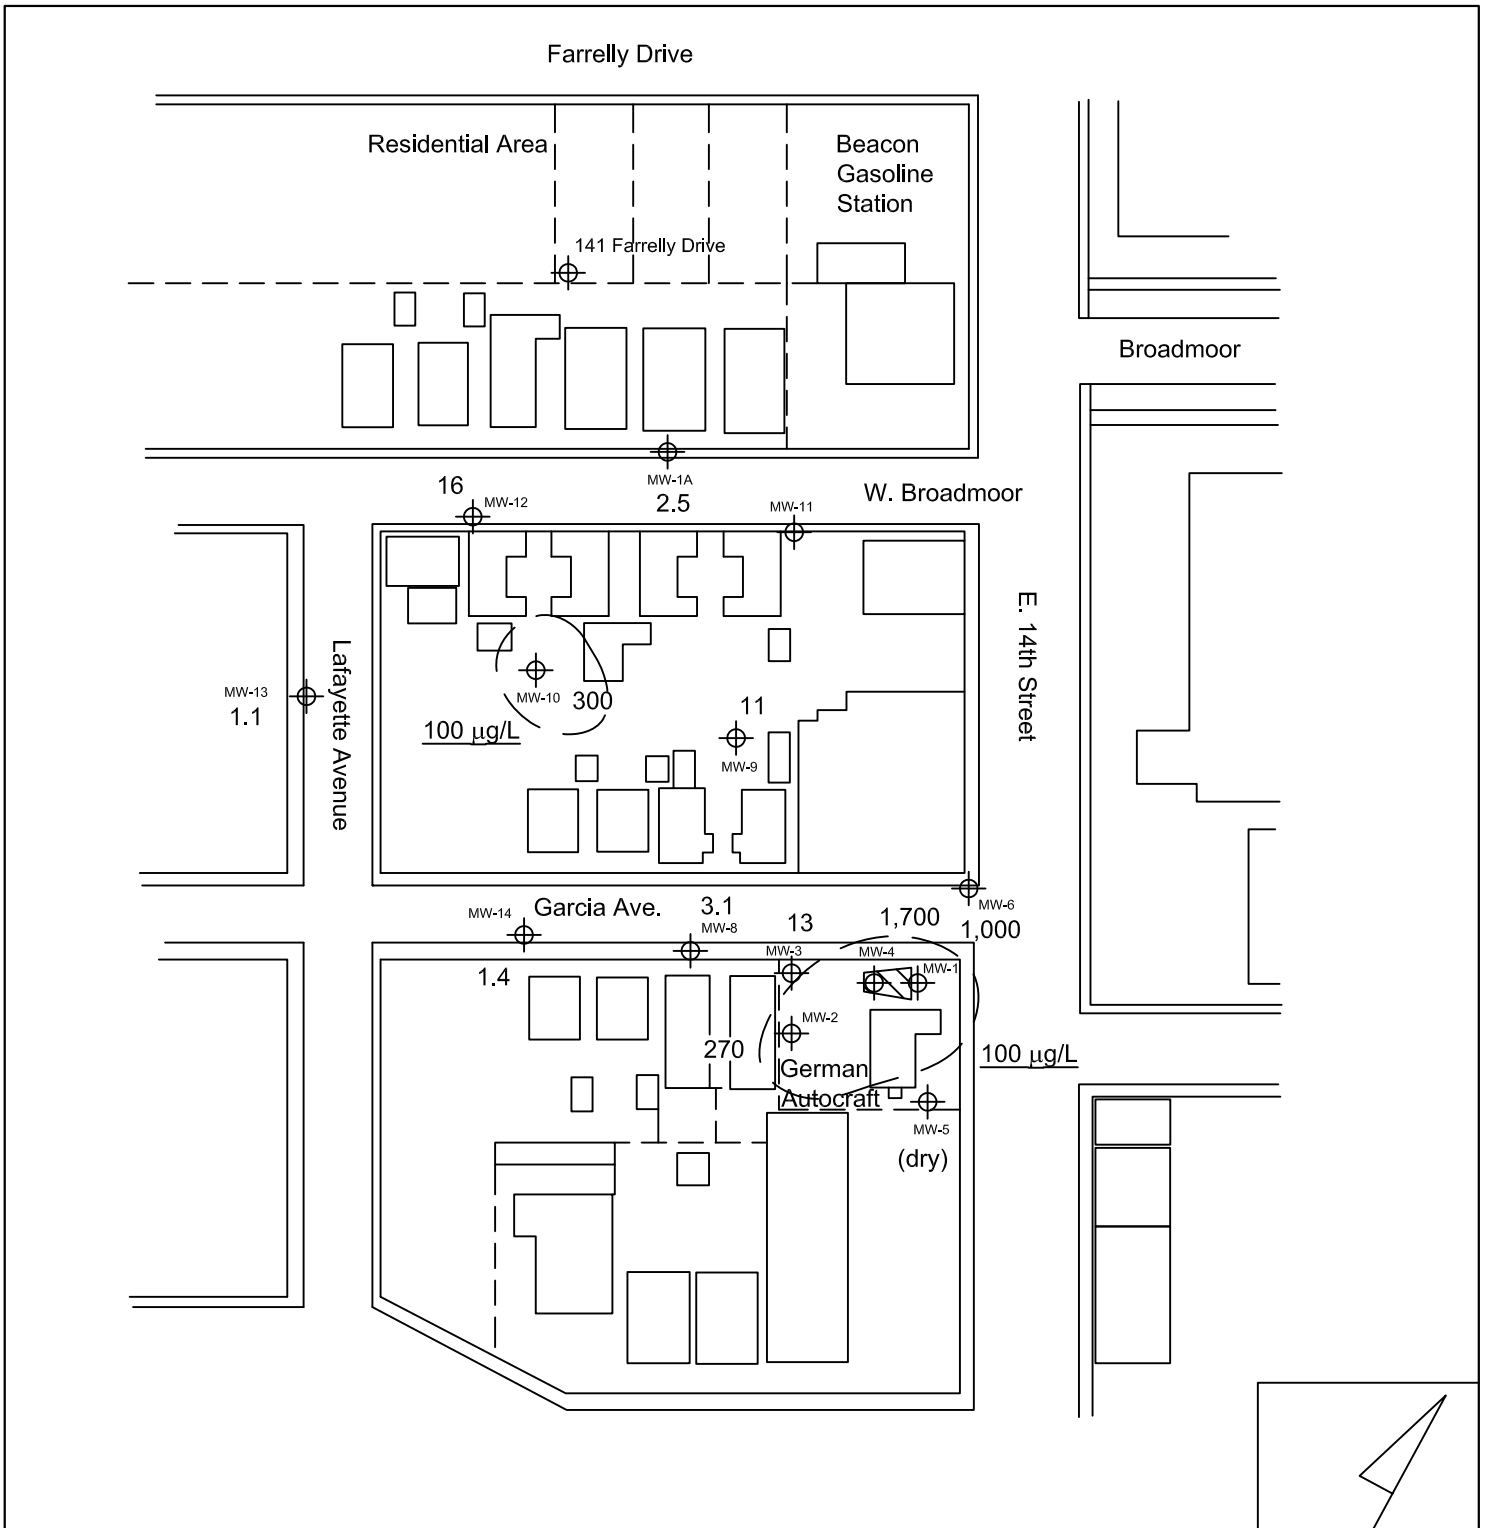 Farrelly Drive
Residential Area
Beacon
Gasoline
Station
141 Farrelly Drive
Broadmoor
16
MW-12
MW-1A
2.5
W. Broadmoor
MW-11
E. 14th Street
Lafayette Avenue
MW-13
1.1
MW-10
300
100 µg/L
11
MW-9
MW-14
Garcia Ave.
3.1
MW-8
13
MW-3
1,700
MW-4
MW-6
1,000
MW-1
1.4
MW-2
270
100 µg/L
German
Autocraft
MW-5
(dry)